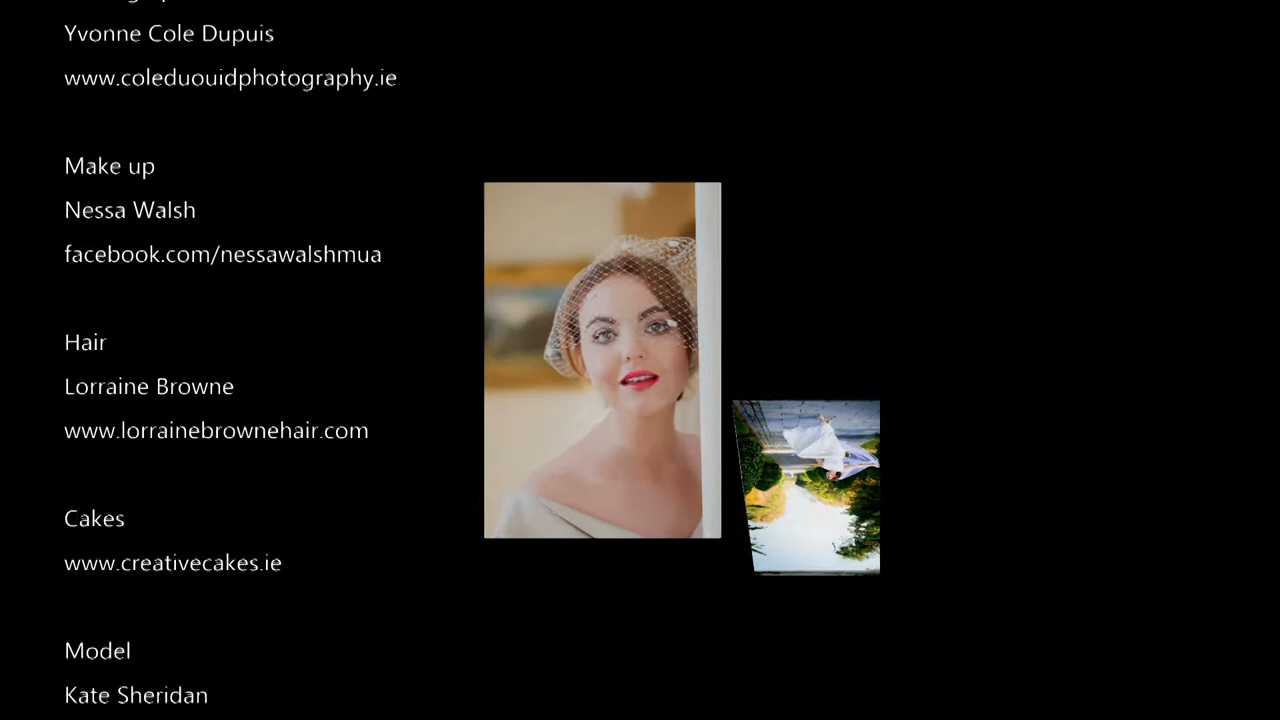 Yvonne Cole Dupuis
www.coleduouidphotography.ie
Make up
Nessa Walsh
facebook.com/nessawalshmua
Hair
Lorraine Browne
www.lorrainebrownehair.com
Cakes
www.creativecakes.ie
Model
Kate Sheridan